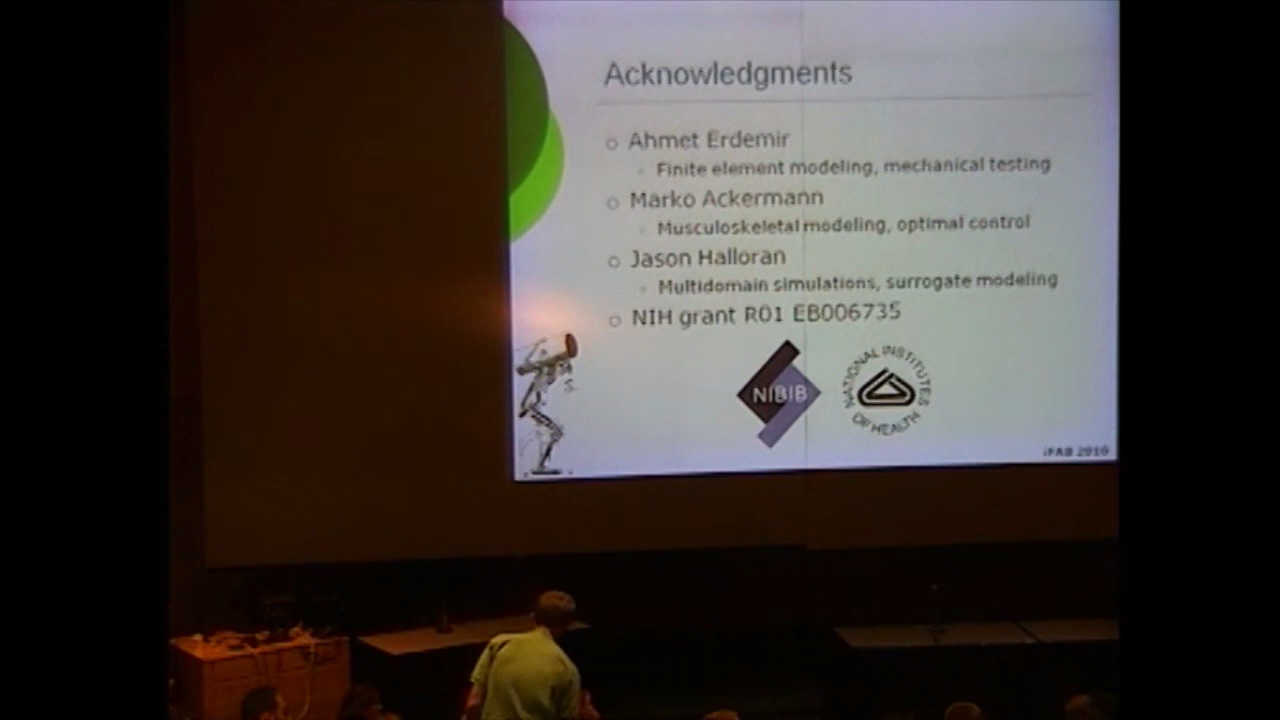 Acknowledgments
Ahmet Erdemir
Finite element modeling, mechanical testing
Marko Ackermann
Musculoskeletal modeling, optimal control
Jason Halloran
Multidomain simulations, surrogate modeling
NIH grant R01 EB006735
NIBIB
NATIONAL INSTITUTES
OF HEALTH
iFAB 2010